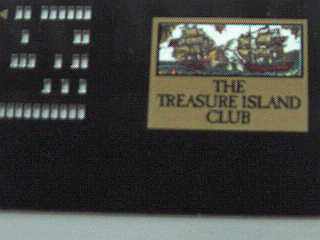 THE
TREASURE ISLAND
CLUB